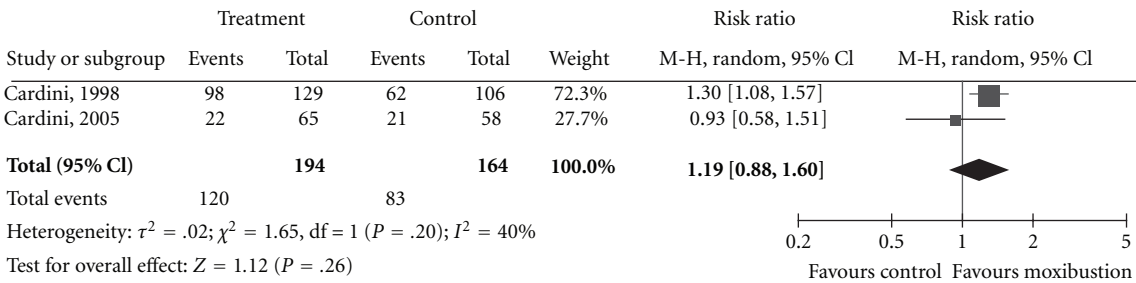 Treatment Control Risk ratio Risk ratio
Study or subgroup Events Total Events Total Weight M-H, random, 95% Cl M-H, random, 95% Cl
Cardini, 1998 98 129 62 106 72.3% 1.30 [1.08, 1.57]
Cardini, 2005 22 65 21 58 27.7% 0.93 [0.58, 1.51]
Total (95% Cl) 194 164 100.0% 1.19 [0.88, 1.60]
Total events 120 83
Heterogeneity: τ² = .02; χ² = 1.65, df = 1 (P = .20); I² = 40%
Test for overall effect: Z = 1.12 (P = .26)
0.2 0.5 1 2 5
Favours control Favours moxibustion